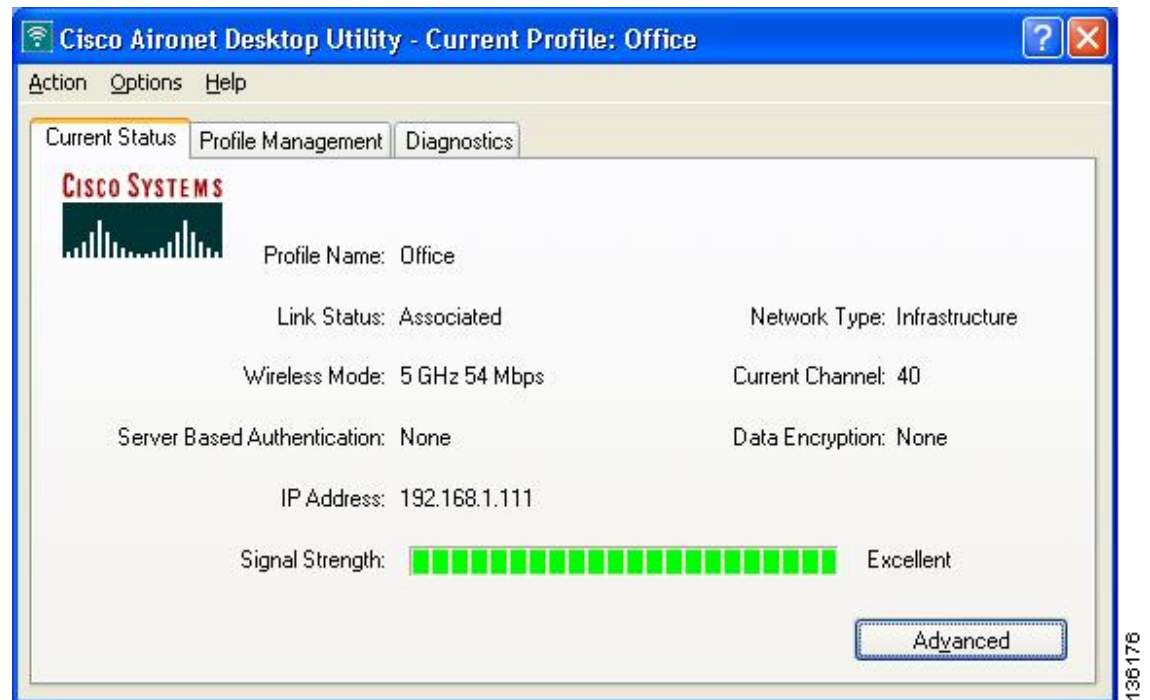 Cisco Aironet Desktop Utility - Current Profile: Office
Action Options Help
Current Status Profile Management Diagnostics
CISCO SYSTEMS
Profile Name: Office
Link Status: Associated Network Type: Infrastructure
Wireless Mode: 5 GHz 54 Mbps Current Channel: 40
Server Based Authentication: None Data Encryption: None
IP Address: 192.168.1.111
Signal Strength: Excellent
Advanced
136176